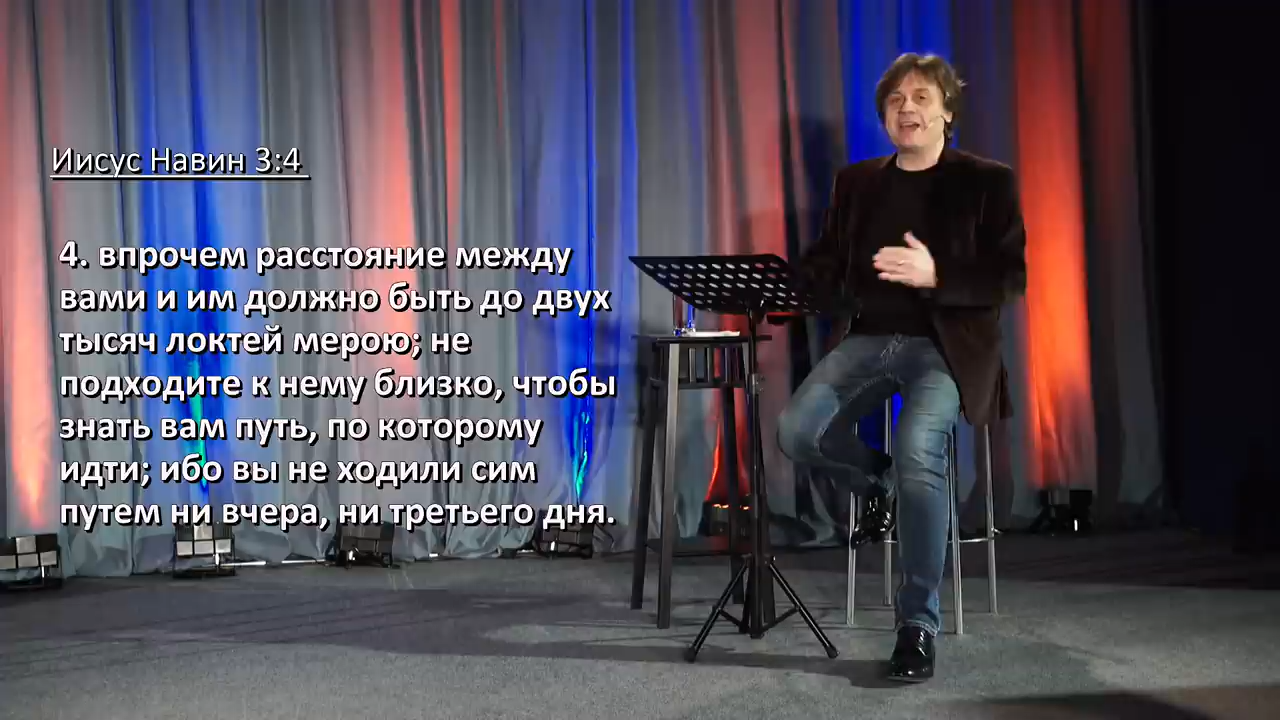 Иисус Навин 3:4
4. впрочем расстояние между
вами и им должно быть до двух
тысяч локтей мерою; не
подходите к нему близко, чтобы
знать вам путь, по которому
идти; ибо вы не ходили сим
путем ни вчера, ни третьего дня.